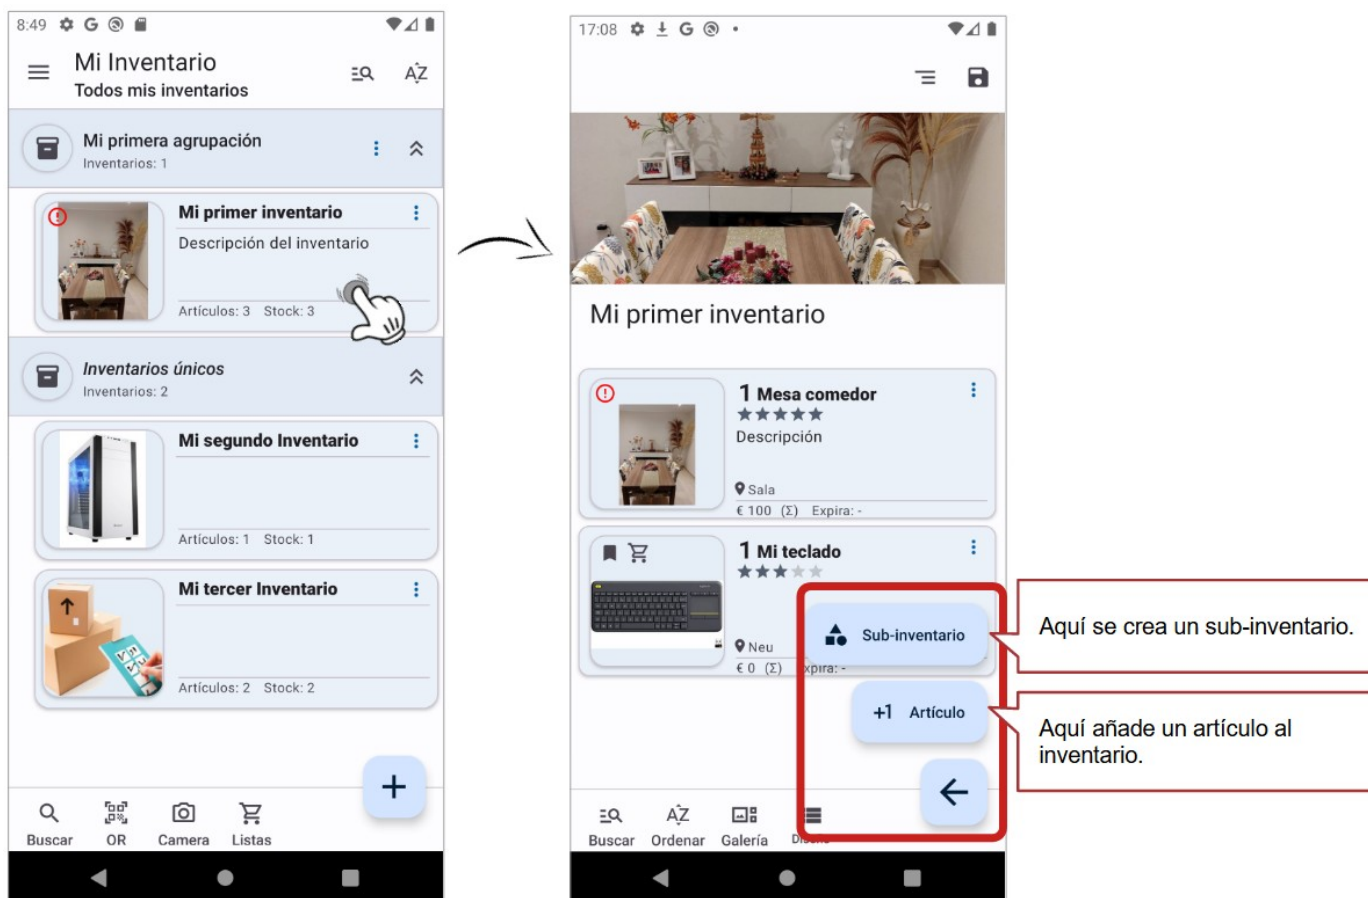 8:49
Mi Inventario
Todos mis inventarios
AZ
Mi primera agrupación
Inventarios: 1
Mi primer inventario
Descripción del inventario
Artículos: 3 Stock: 3
Inventarios únicos
Inventarios: 2
Mi segundo Inventario
Artículos: 1 Stock: 1
Mi tercer Inventario
Artículos: 2 Stock: 2
+
Buscar QR Camera Listas
17:08
Mi primer inventario
1 Mesa comedor
Descripción
Sala
€ 100 (Σ) Expira: -
1 Mi teclado
Neu
€ 0 (Σ) Expira: -
Sub-inventario
+1 Artículo
AZ
Buscar Ordenar Galería Diseño
Aquí se crea un sub-inventario.
Aquí añade un artículo al
inventario.